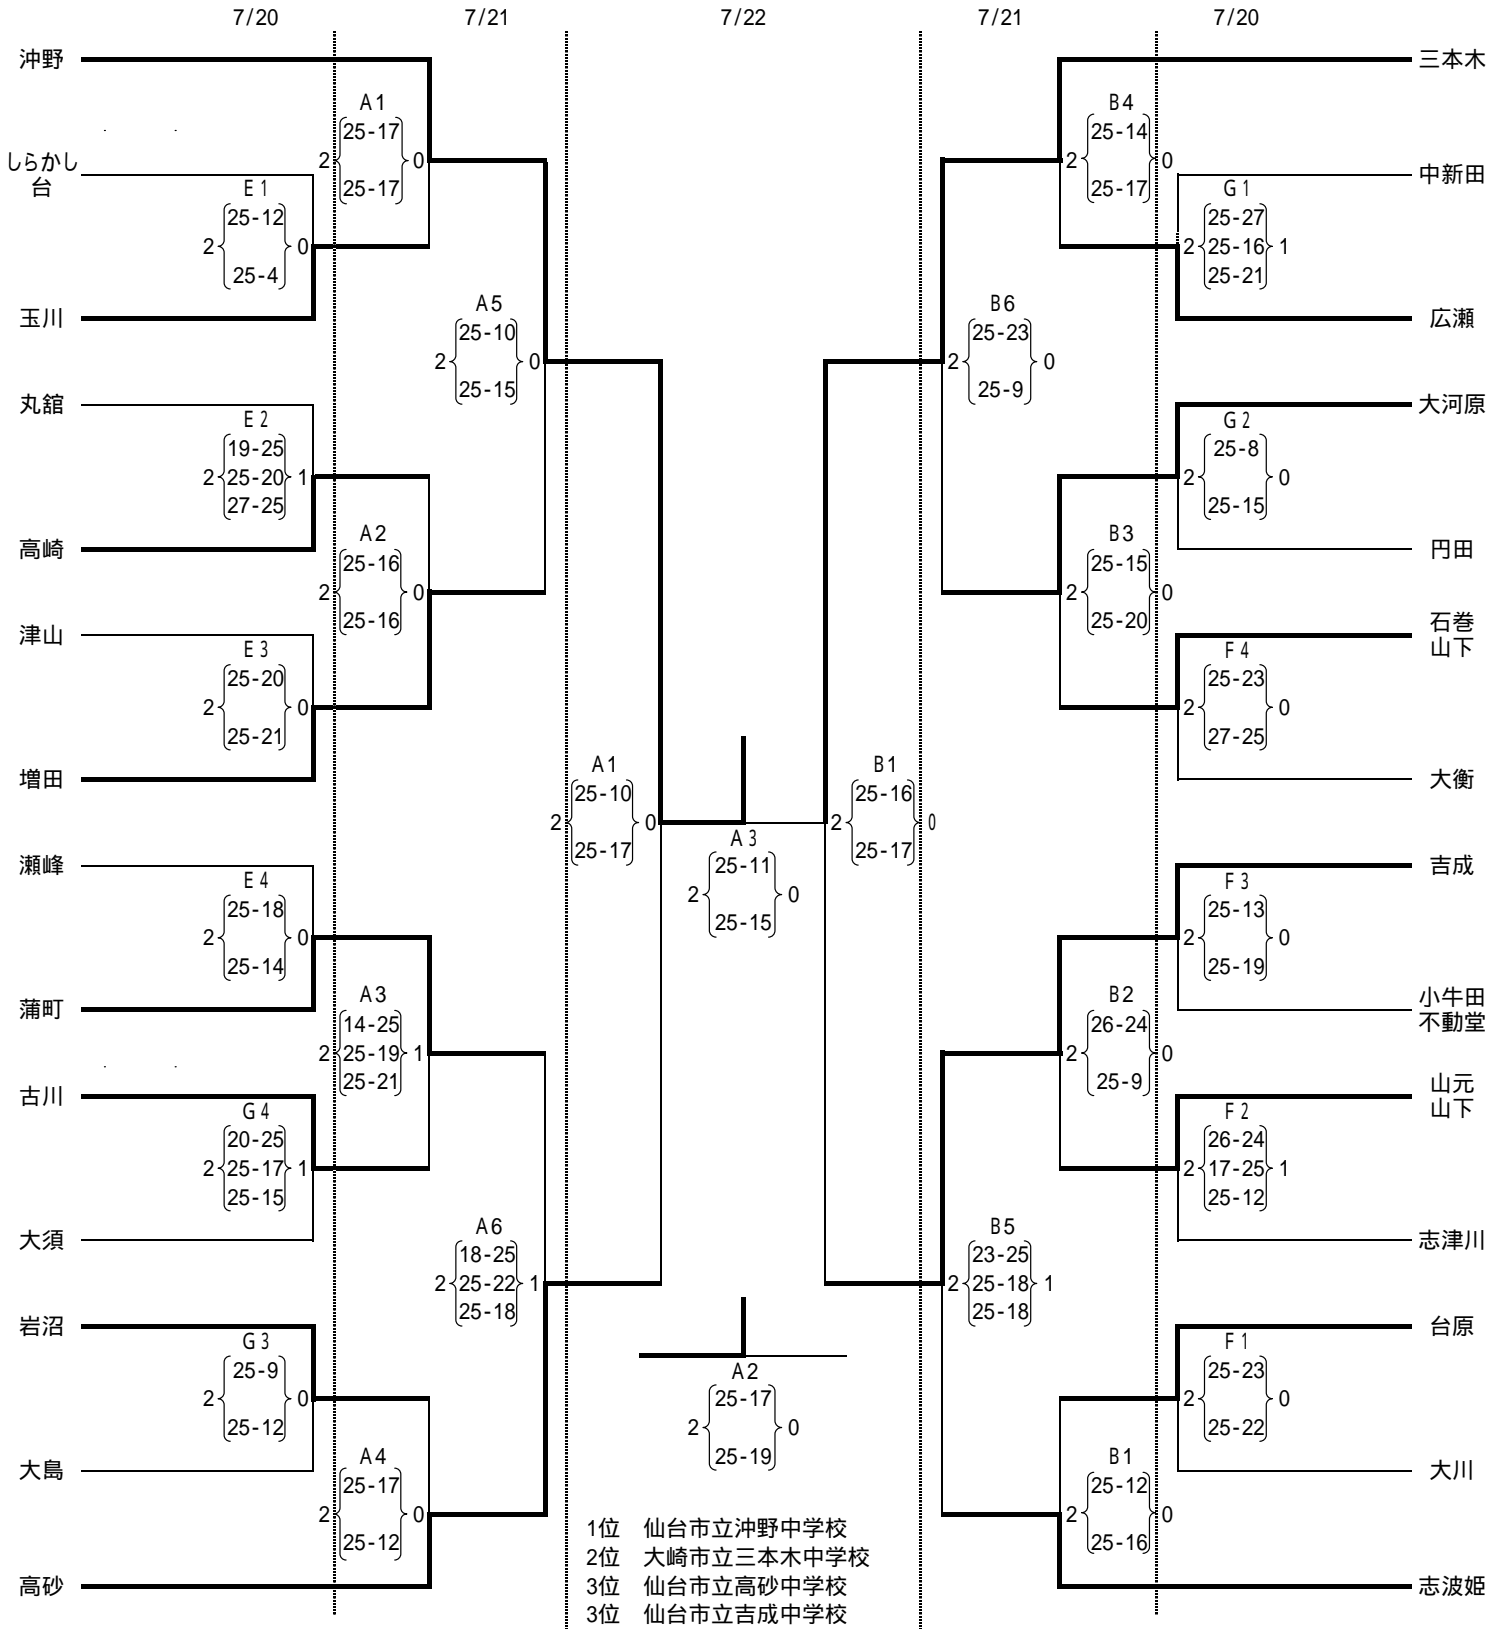 7/20 7/21 7/22 7/21 7/20
沖野
三本木
A1
25-17
2 0
25-17
B4
25-14
2 0
25-17
しらかし
台
中新田
E1
25-12
2 0
25-4
G1
25-27
2 25-16 1
25-21
玉川
広瀬
A5
25-10
2 0
25-15
B6
25-23
2 0
25-9
丸舘
大河原
E2
19-25
2 25-20 1
27-25
G2
25-8
2 0
25-15
高崎
円田
A2
25-16
2 0
25-16
B3
25-15
2 0
25-20
津山
石巻
山下
E3
25-20
2 0
25-21
F4
25-23
2 0
27-25
増田
大衡
A1
25-10
2 0
25-17
B1
25-16
2 0
25-17
A3
25-11
2 0
25-15
瀬峰
吉成
E4
25-18
2 0
25-14
F3
25-13
2 0
25-19
蒲町
小牛田
不動堂
A3
14-25
2 25-19 1
25-21
B2
26-24
2 0
25-9
古川
山元
山下
G4
20-25
2 25-17 1
25-15
F2
26-24
2 17-25 1
25-12
大須
志津川
A6
18-25
2 25-22 1
25-18
B5
23-25
2 25-18 1
25-18
岩沼
台原
G3
25-9
2 0
25-12
A2
25-17
2 0
25-19
F1
25-23
2 0
25-22
大島
大川
A4
25-17
2 0
25-12
B1
25-12
2 0
25-16
高砂
志波姫
1位 仙台市立沖野中学校
2位 大崎市立三本木中学校
3位 仙台市立高砂中学校
3位 仙台市立吉成中学校